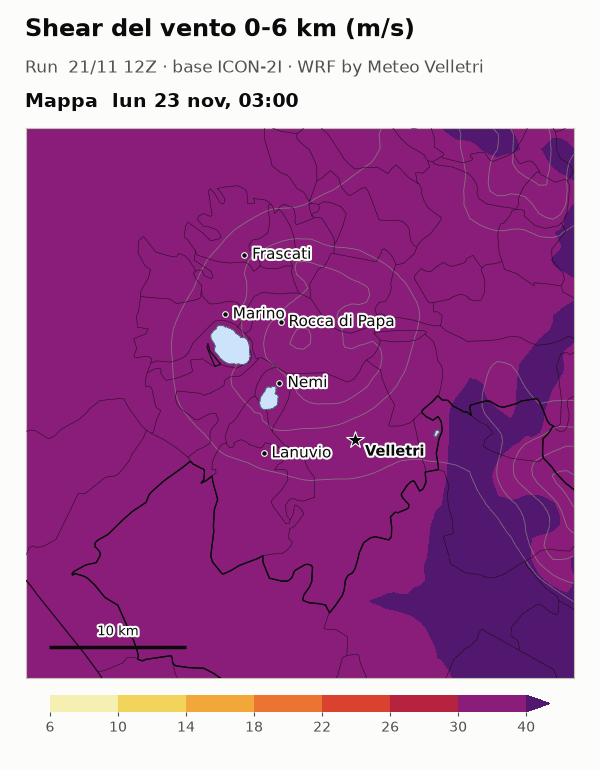 Shear del vento 0-6 km (m/s)
Run  21/11 12Z · base ICON-2I · WRF by Meteo Velletri
Mappa  lun 23 nov, 03:00
Frascati
Marino
Rocca di Papa
Nemi
Velletri
Lanuvio
10 km
6 10 14 18 22 26 30 40